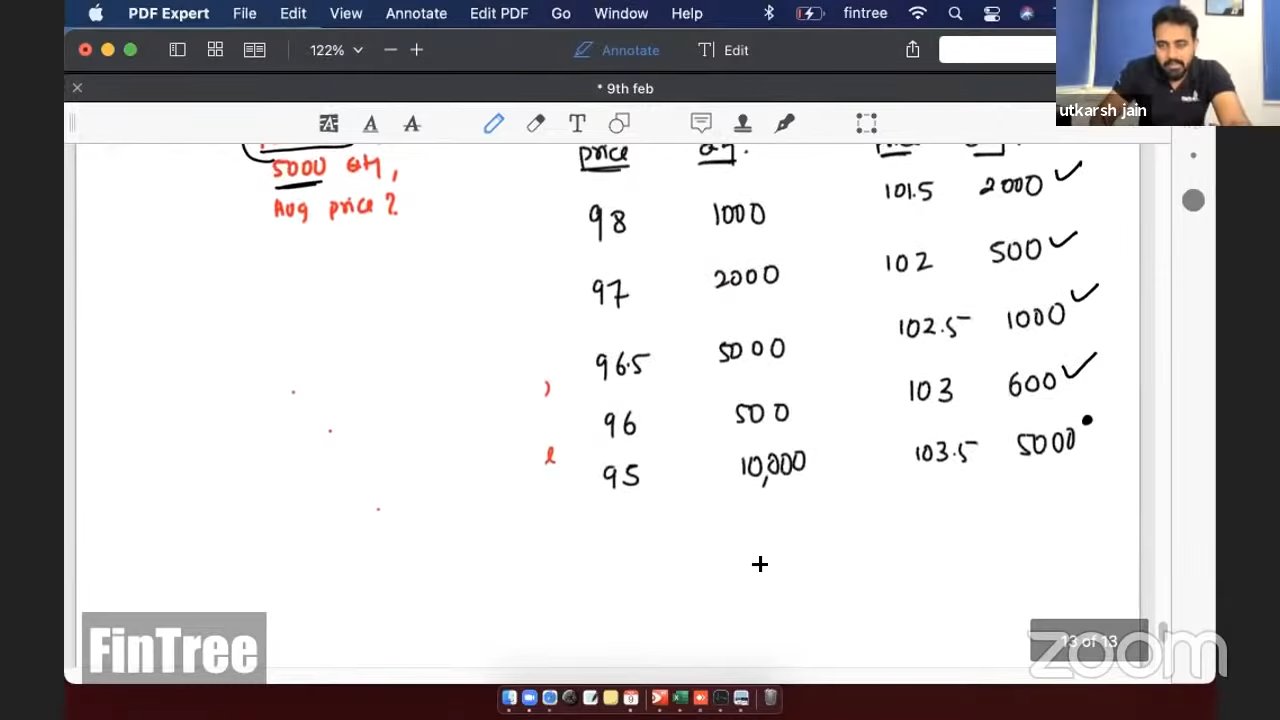 PDF Expert File Edit View Annotate Edit PDF Go Window Help fintree
122% Annotate T Edit
utkarsh jain
* 9th feb
5000 qty,
Avg price?
price
98 1000 101.5 2000
97 2000 102 500
96.5 5000 102.5 1000
96 500 103 600
95 10,000 103.5 5000
FinTree
13 of 13
zoom